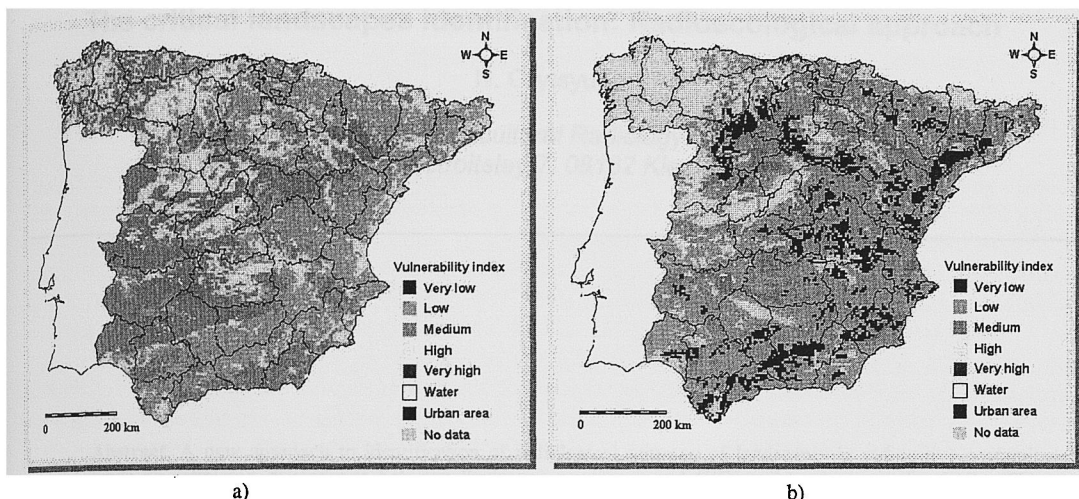 N
W E
S
Vulnerability index
Very low
Low
Medium
High
Very high
Water
Urban area
No data
0 200 km
a)
N
W E
S
Vulnerability index
Very low
Low
Medium
High
Very high
Water
Urban area
No data
0 200 km
b)